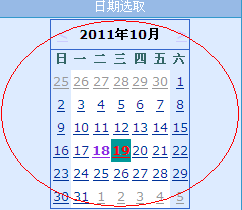 日期选取
2011年10月
日 一 二 三 四 五 六
25 26 27 28 29 30 1
2 3 4 5 6 7 8
9 10 11 12 13 14 15
16 17 18 19 20 21 22
23 24 25 26 27 28 29
30 31 1 2 3 4 5